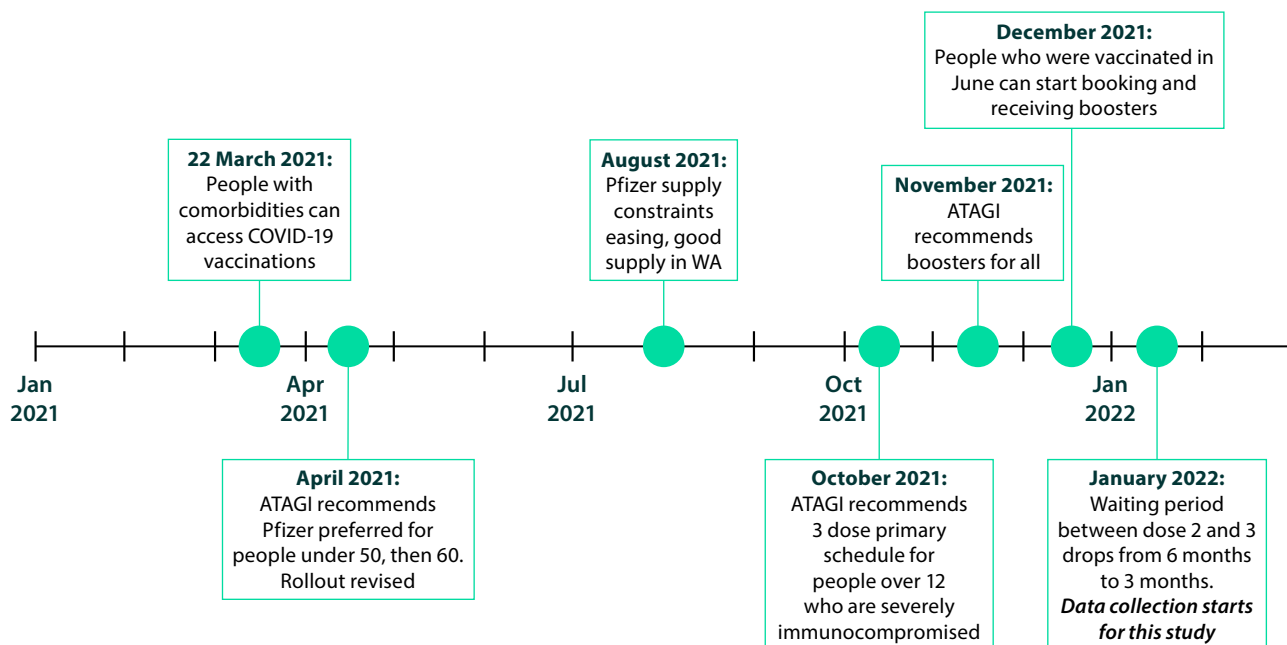 December 2021:
People who were vaccinated in
June can start booking and
receiving boosters
22 March 2021:
People with
comorbidities can
access COVID-19
vaccinations
August 2021:
Pfizer supply
constraints
easing, good
supply in WA
November 2021:
ATAGI
recommends
boosters for all
Jan
2021
Apr
2021
Jul
2021
Oct
2021
Jan
2022
April 2021:
ATAGI recommends
Pfizer preferred for
people under 50, then 60.
Rollout revised
October 2021:
ATAGI recommends
3 dose primary
schedule for
people over 12
who are severely
immunocompromised
January 2022:
Waiting period
between dose 2 and 3
drops from 6 months
to 3 months.
Data collection starts
for this study